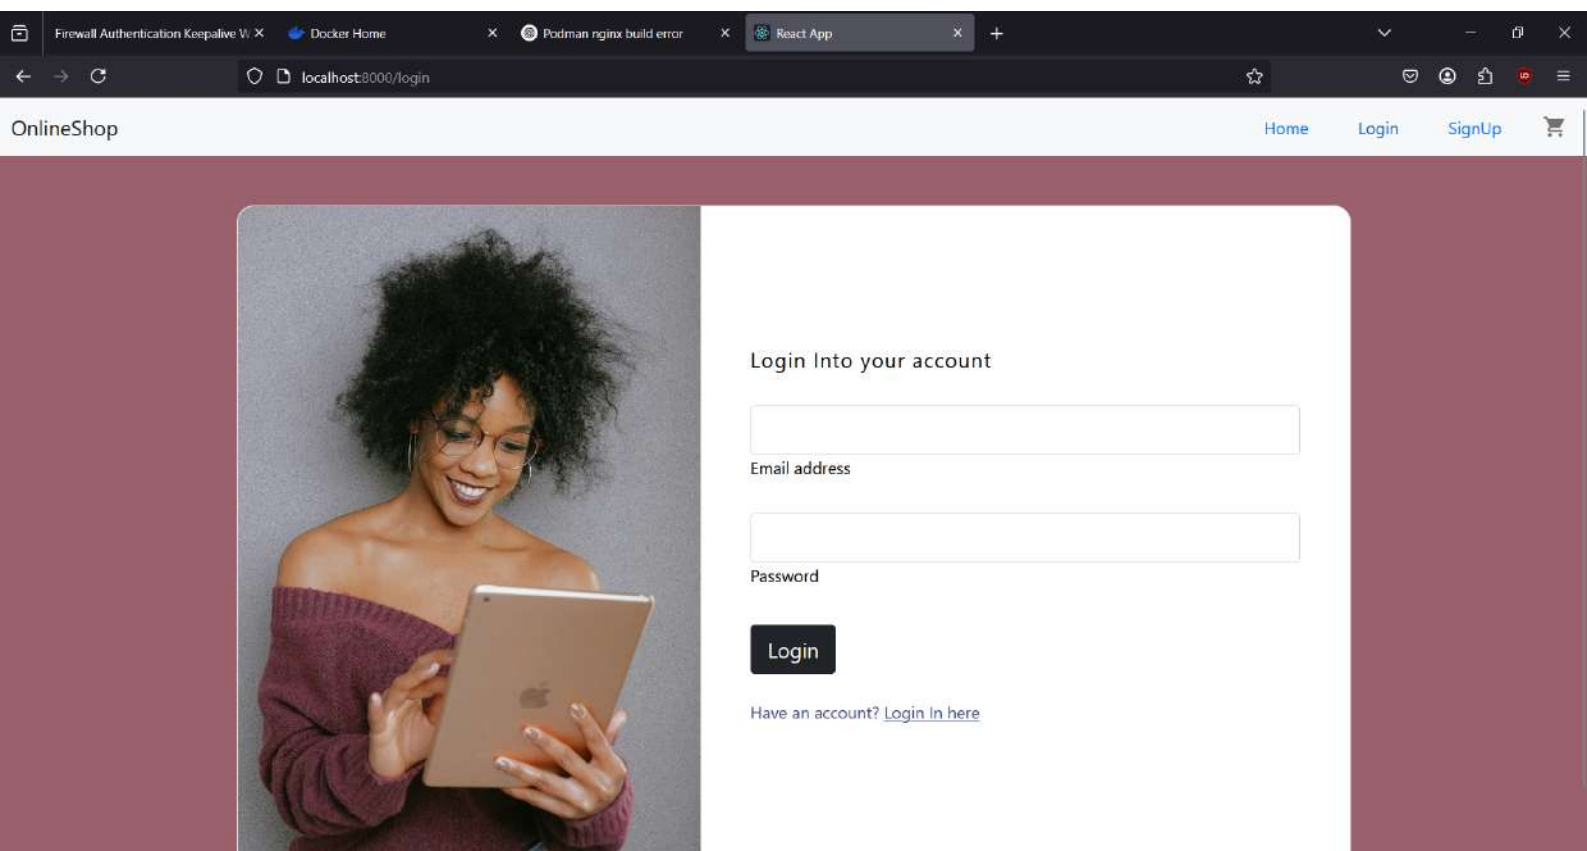 Firewall Authentication Keepalive W
Docker Home
Podman nginx build error
React App
localhost:8000/login
OnlineShop
Home
Login
SignUp
Login Into your account
Email address
Password
Login
Have an account? Login In here